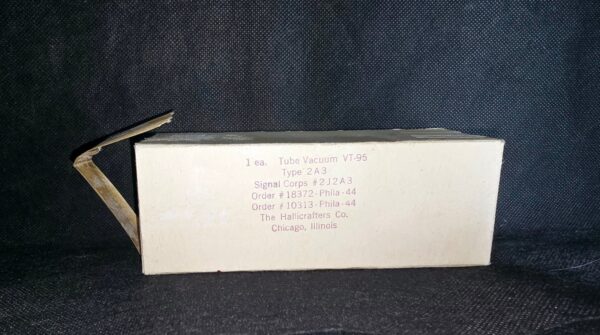 1 ea. Tube Vacuum VT-95
Type 2A3
Signal Corps #2J2A3
Order #18372-Phila-44
Order #10313-Phila-44
The Hallicrafters Co.
Chicago, Illinois